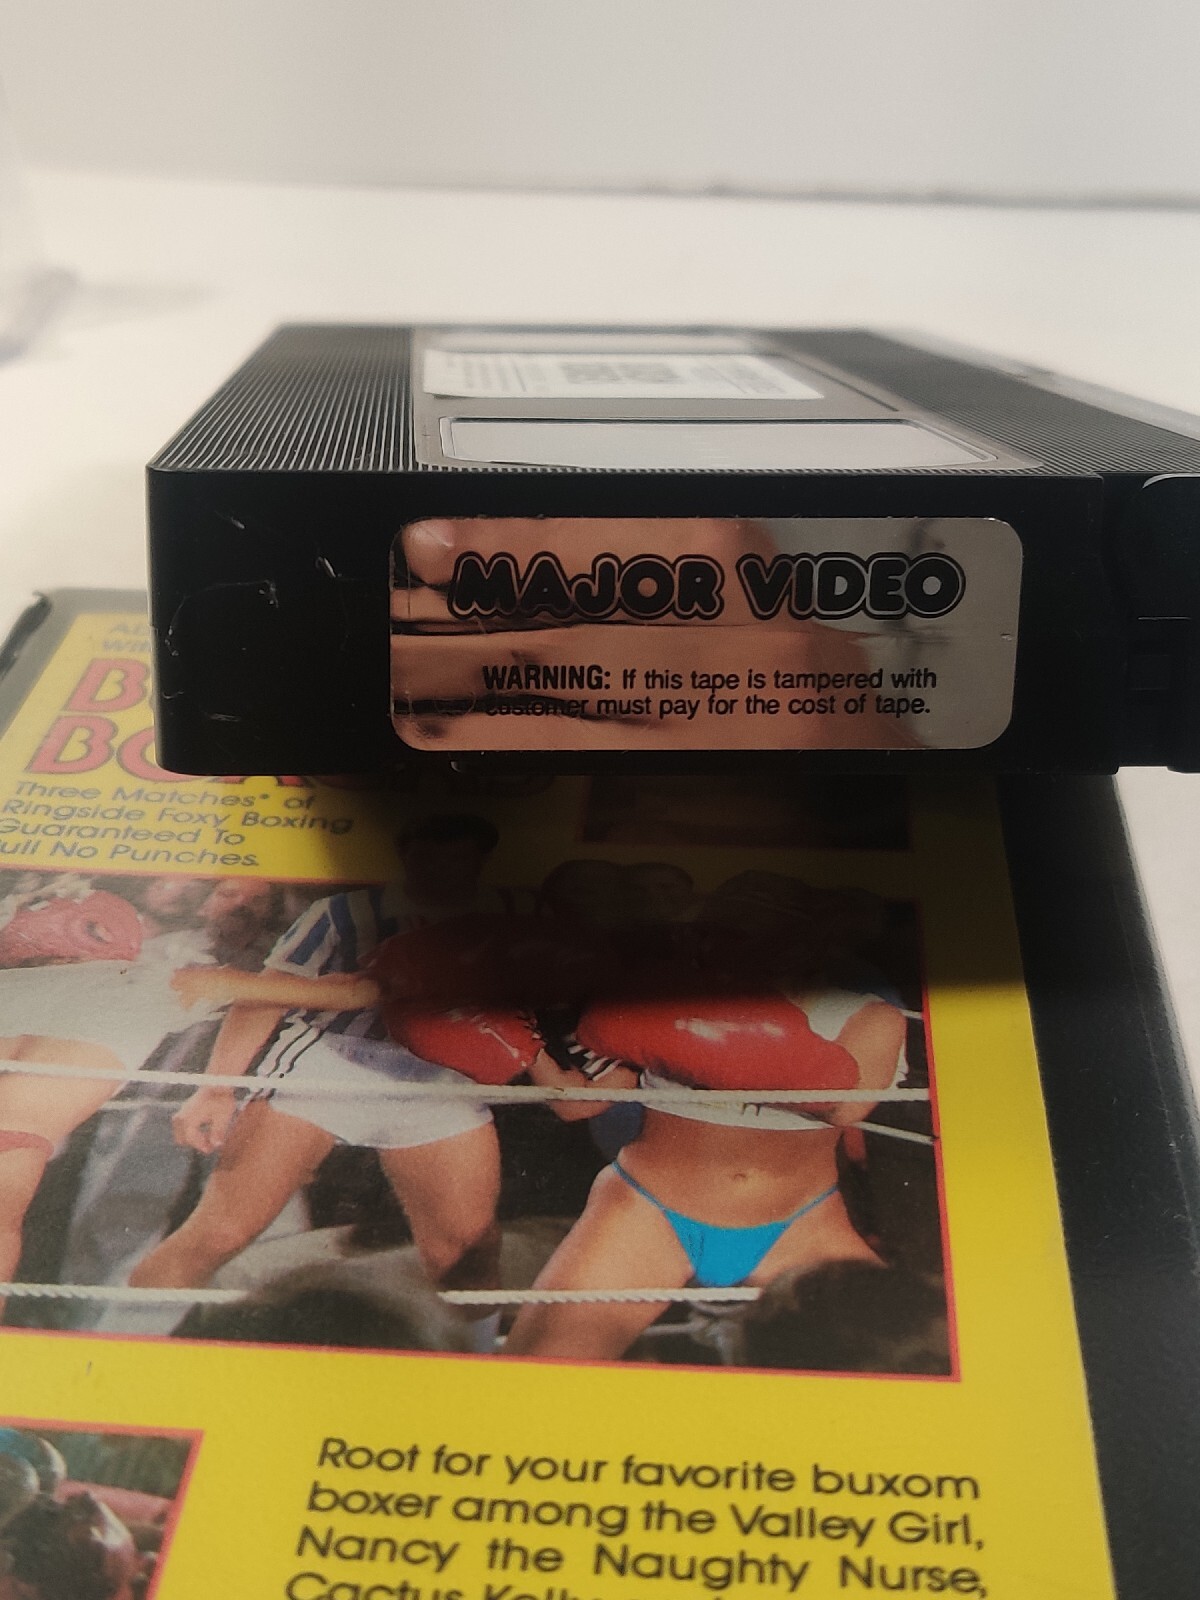 MAJOR VIDEO
WARNING: If this tape is tampered with
customer must pay for the cost of tape.
Three Matches* of
Ringside Foxy Boxing
Guaranteed To
No Punches.
Root for your favorite buxom
boxer among the Valley Girl,
Nancy the Naughty Nurse,
Cactus